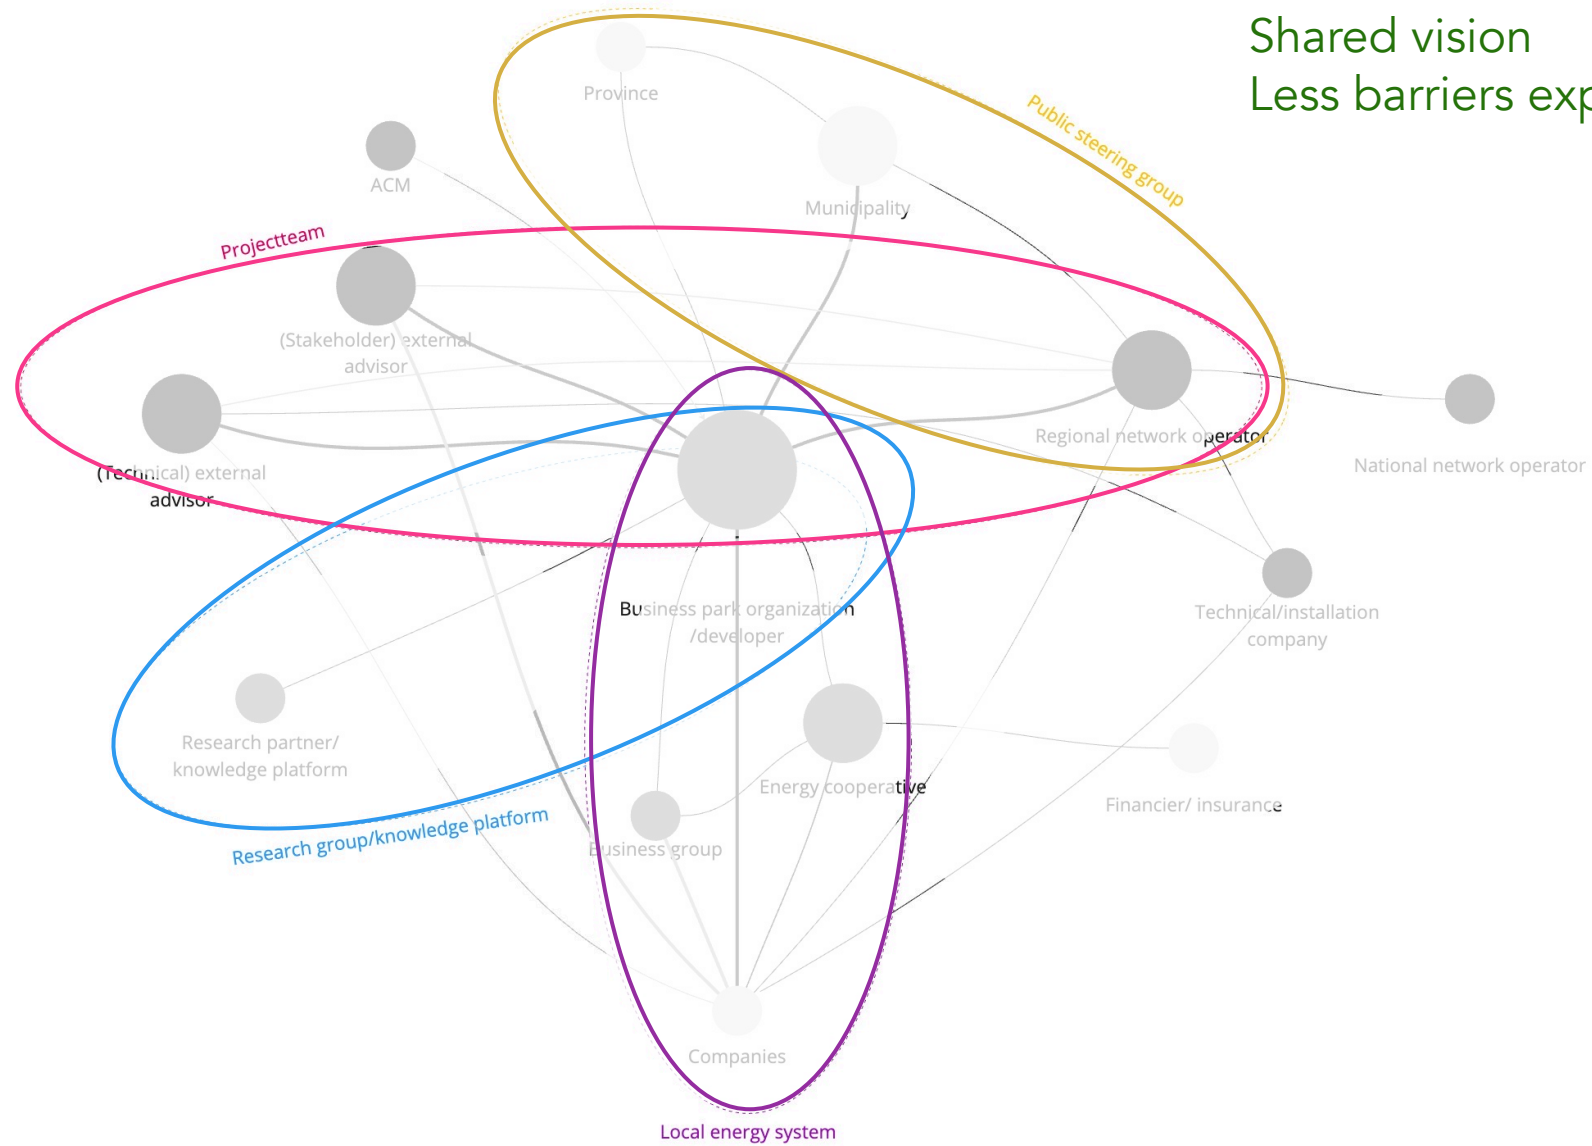 Shared vision
Less barriers exp
Public steering group
Province
ACM
Municipality
Projectteam
(Stakeholder) external
advisor
Regional network operator
National network operator
(Technical) external
advisor
Business park organization
/developer
Technical/installation
company
Research partner/
knowledge platform
Energy cooperative
Financier/ insurance
Research group/knowledge platform
Business group
Companies
Local energy system